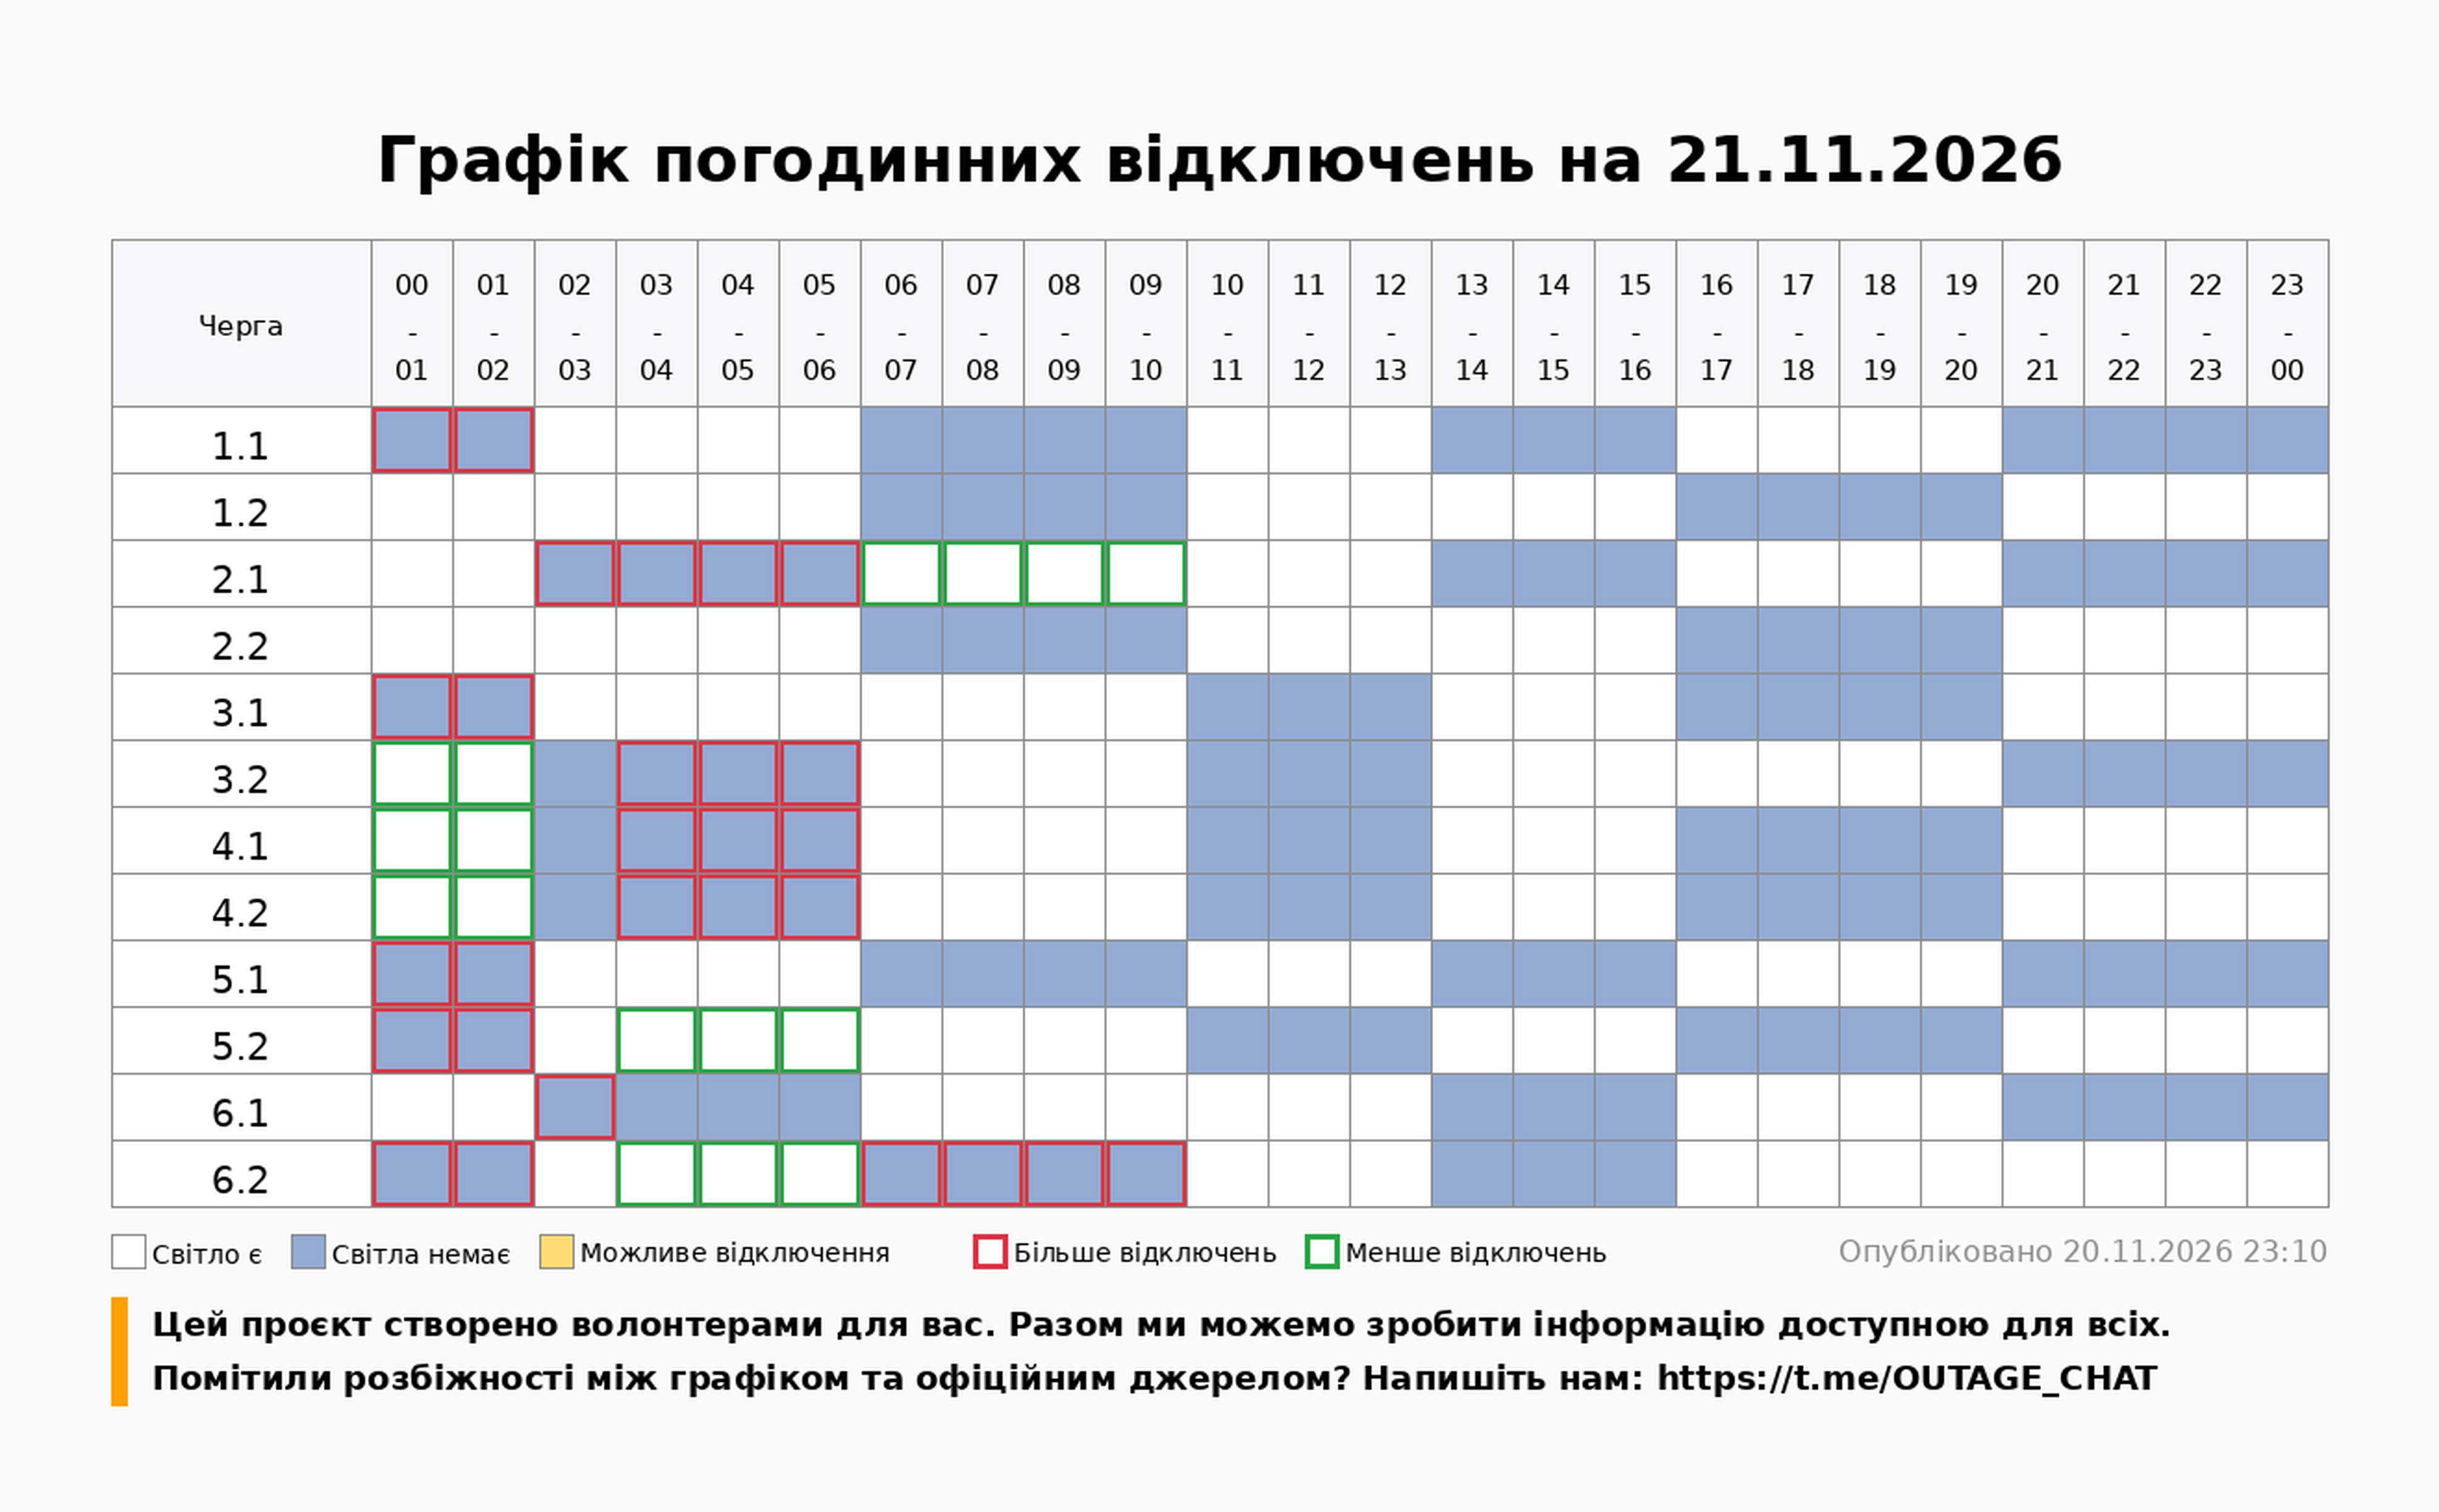 Графік погодинних відключень на 21.11.2026
Черга 00 - 01 01 - 02 02 - 03 03 - 04 04 - 05 05 - 06 06 - 07 07 - 08 08 - 09 09 - 10 10 - 11 11 - 12 12 - 13 13 - 14 14 - 15 15 - 16 16 - 17 17 - 18 18 - 19 19 - 20 20 - 21 21 - 22 22 - 23 23 - 00
1.1
1.2
2.1
2.2
3.1
3.2
4.1
4.2
5.1
5.2
6.1
6.2
Світло є Світла немає Можливе відключення Більше відключень Менше відключень Опубліковано 20.11.2026 23:10
Цей проєкт створено волонтерами для вас. Разом ми можемо зробити інформацію доступною для всіх.
Помітили розбіжності між графіком та офіційним джерелом? Напишіть нам: https://t.me/OUTAGE_CHAT